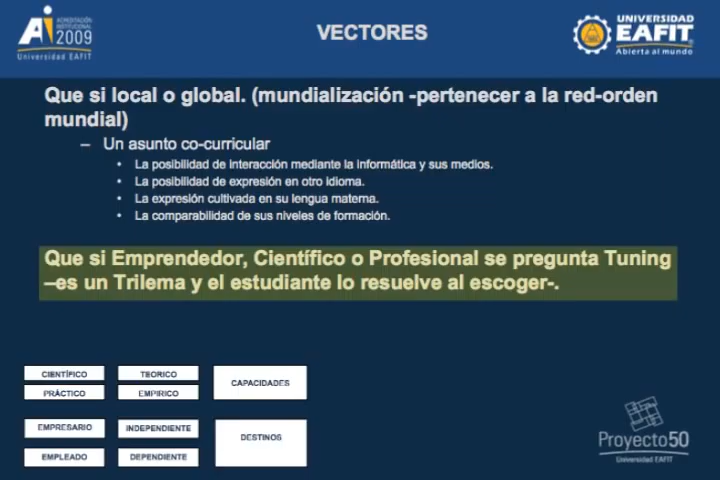 ACREDITACIÓN
INSTITUCIONAL
2009
Universidad EAFIT
VECTORES
UNIVERSIDAD
EAFIT
Abierta al mundo
Que si local o global. (mundialización -pertenecer a la red-orden
mundial)
– Un asunto co-curricular
• La posibilidad de interacción mediante la informática y sus medios.
• La posibilidad de expresión en otro idioma.
• La expresión cultivada en su lengua materna.
• La comparabilidad de sus niveles de formación.
Que si Emprendedor, Científico o Profesional se pregunta Tuning
–es un Trilema y el estudiante lo resuelve al escoger-.
CIENTÍFICO
TEORICO
CAPACIDADES
PRÁCTICO
EMPIRICO
EMPRESARIO
INDEPENDIENTE
DESTINOS
EMPLEADO
DEPENDIENTE
Proyecto50
Universidad EAFIT